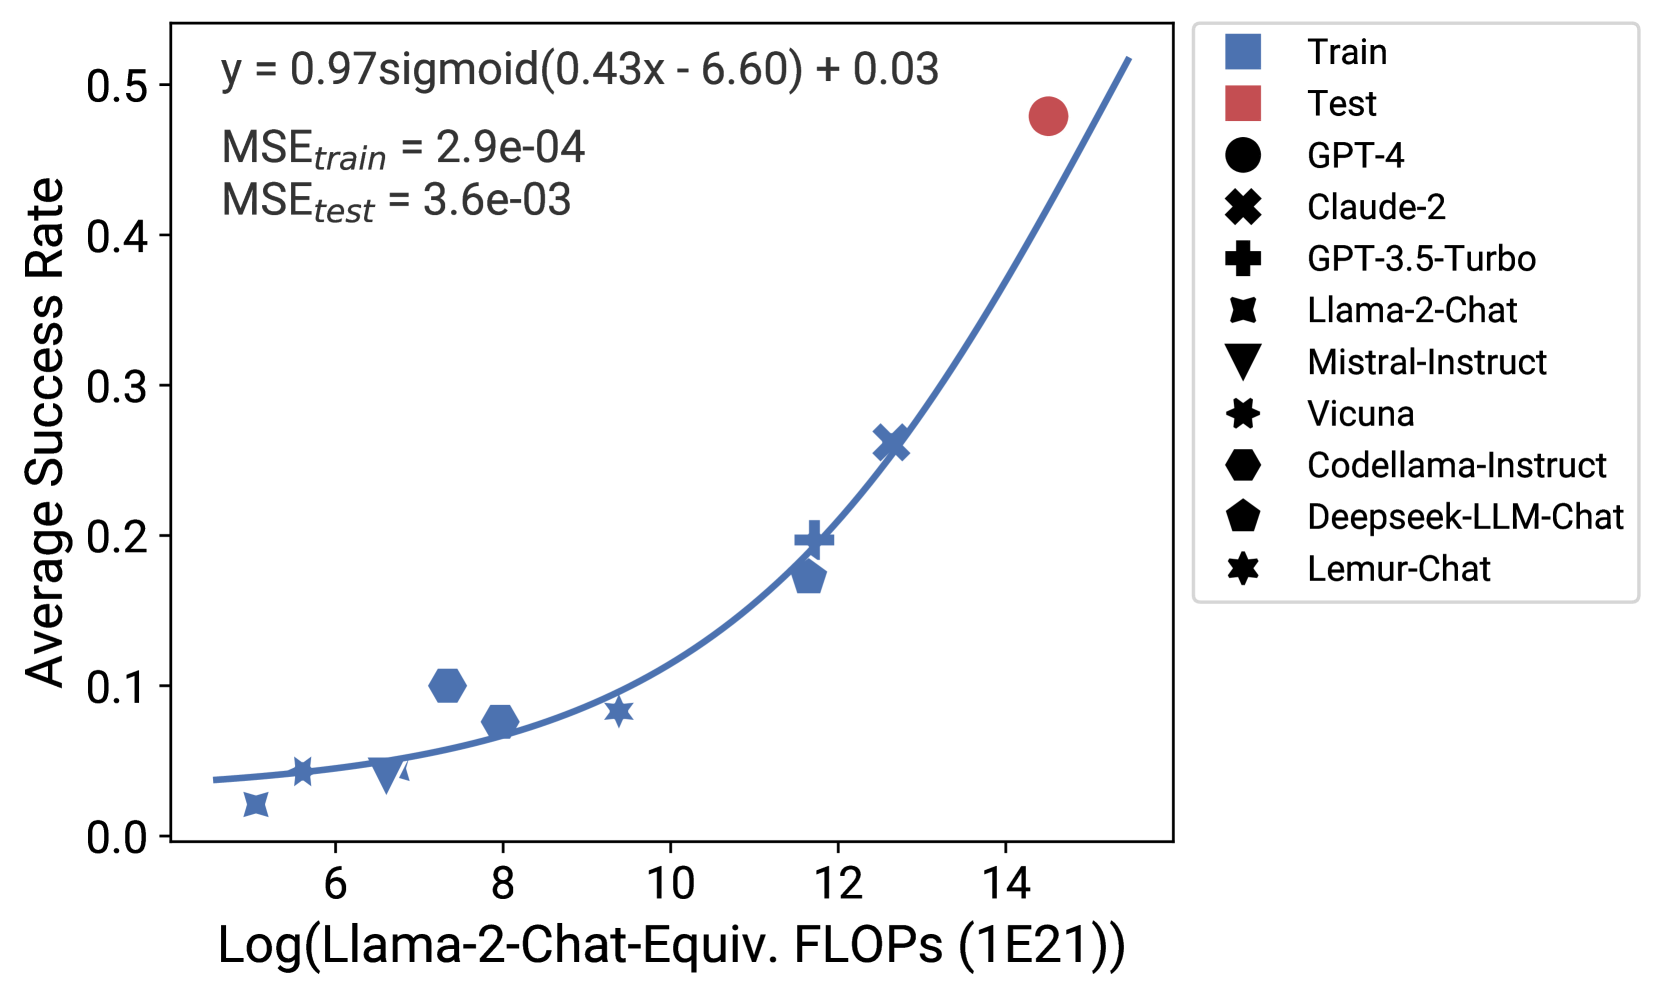 y = 0.97sigmoid(0.43x - 6.60) + 0.03
MSE_train = 2.9e-04
MSE_test = 3.6e-03
Average Success Rate
0.5
0.4
0.3
0.2
0.1
0.0
6 8 10 12 14
Log(Llama-2-Chat-Equiv. FLOPs (1E21))
Train
Test
GPT-4
Claude-2
GPT-3.5-Turbo
Llama-2-Chat
Mistral-Instruct
Vicuna
Codellama-Instruct
Deepseek-LLM-Chat
Lemur-Chat